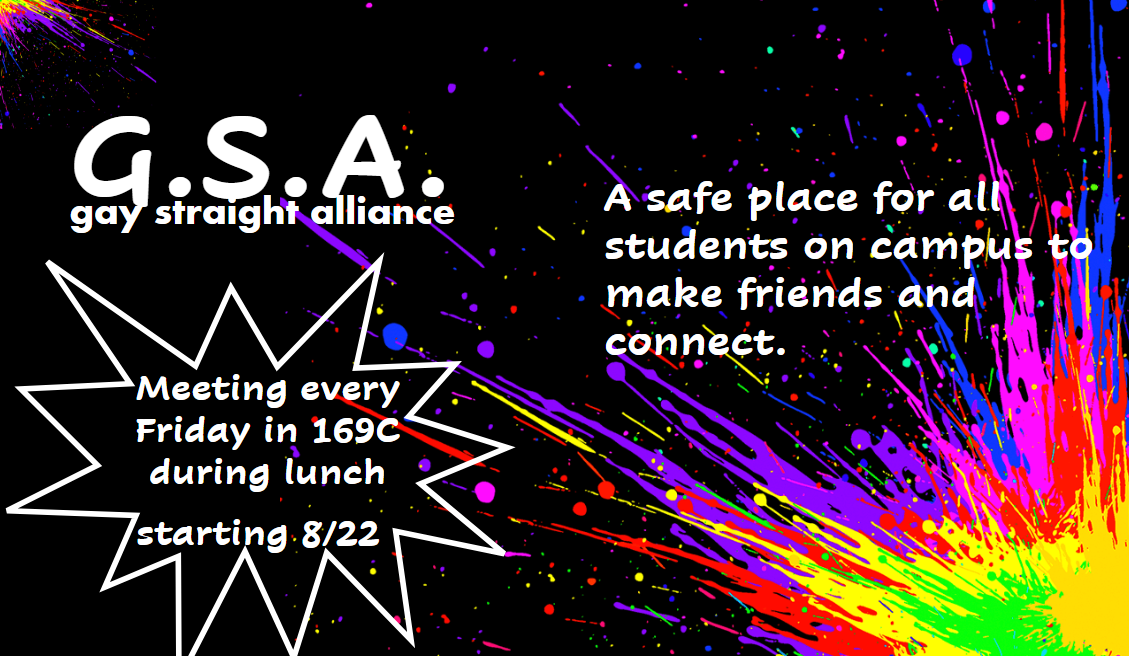 G.S.A.
gay straight alliance
Meeting every
Friday in 169C
during lunch
starting 8/22
A safe place for all
students on campus to
make friends and
connect.